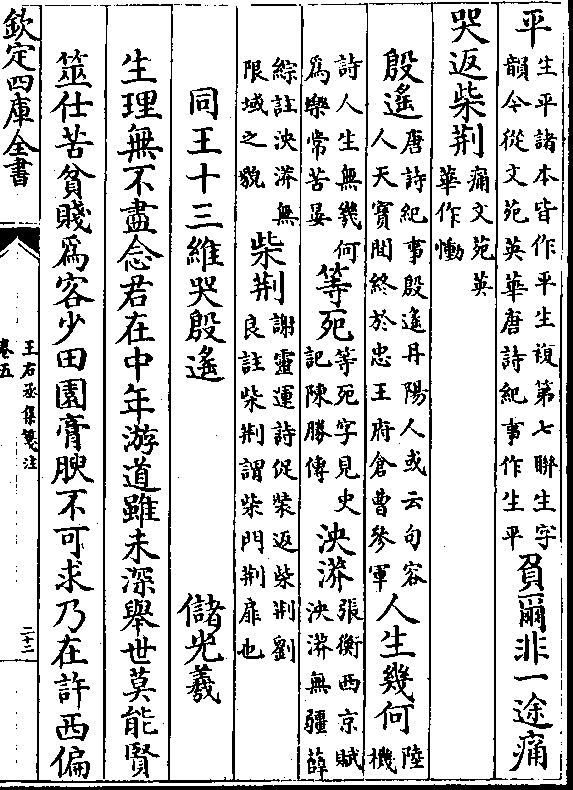 平生平諸本皆作平生複第七聯生字韻今從文苑英華唐詩紀事作生平負爾非一途痛
哭返柴荆痛文苑英華作慟
殷遙唐詩紀事殷遙丹陽人或云句容人天寶間終於忠王府倉曹參軍人生幾何陸機
詩人生無幾何爲樂常苦晏等死等死字見史記陳勝傳泱漭張衡西京賦泱漭無疆薛
綜註泱漭無限域之貌柴荆謝靈運詩促裝返柴荆劉良註柴荆謂柴門荆扉也
同王十三維哭殷遙 儲光羲
生理無不盡念君在中年游道雖未深舉世莫能賢
筮仕苦貧賤爲客少田園膏腴不可求乃在許西偏
欽定四庫全書
王右丞集箋注
卷五
二十二